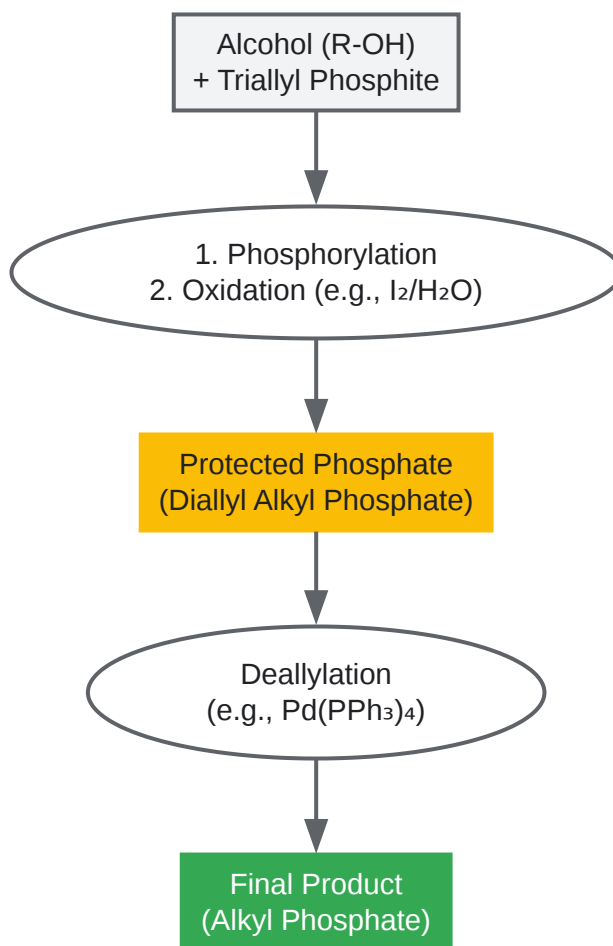 Alcohol (R-OH)
+ Triallyl Phosphite
1. Phosphorylation
2. Oxidation (e.g., I₂/H₂O)
Protected Phosphate
(Diallyl Alkyl Phosphate)
Deallylation
(e.g., Pd(PPh₃)₄)
Final Product
(Alkyl Phosphate)